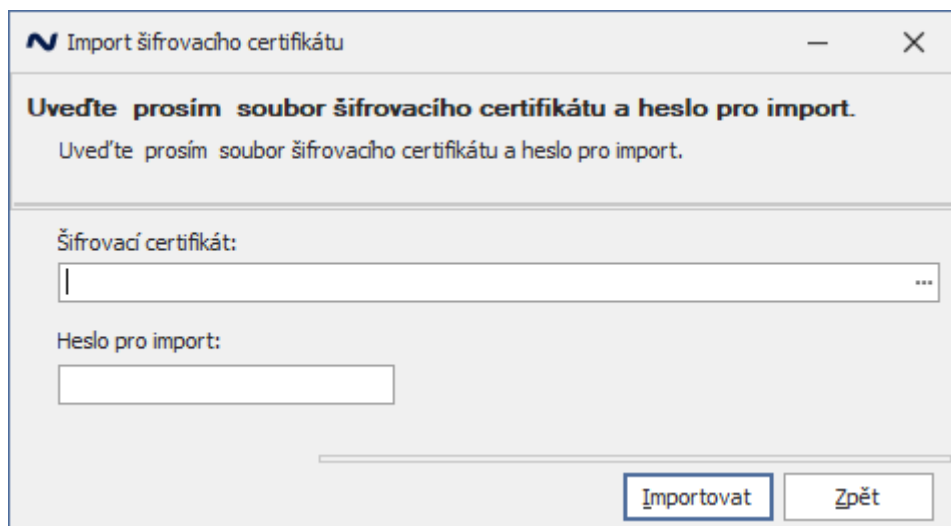 Import šifrovacího certifikátu
Uveďte prosím soubor šifrovacího certifikátu a heslo pro import.
Uveďte prosím soubor šifrovacího certifikátu a heslo pro import.
Šifrovací certifikát:
...
Heslo pro import:
Importovat Zpět